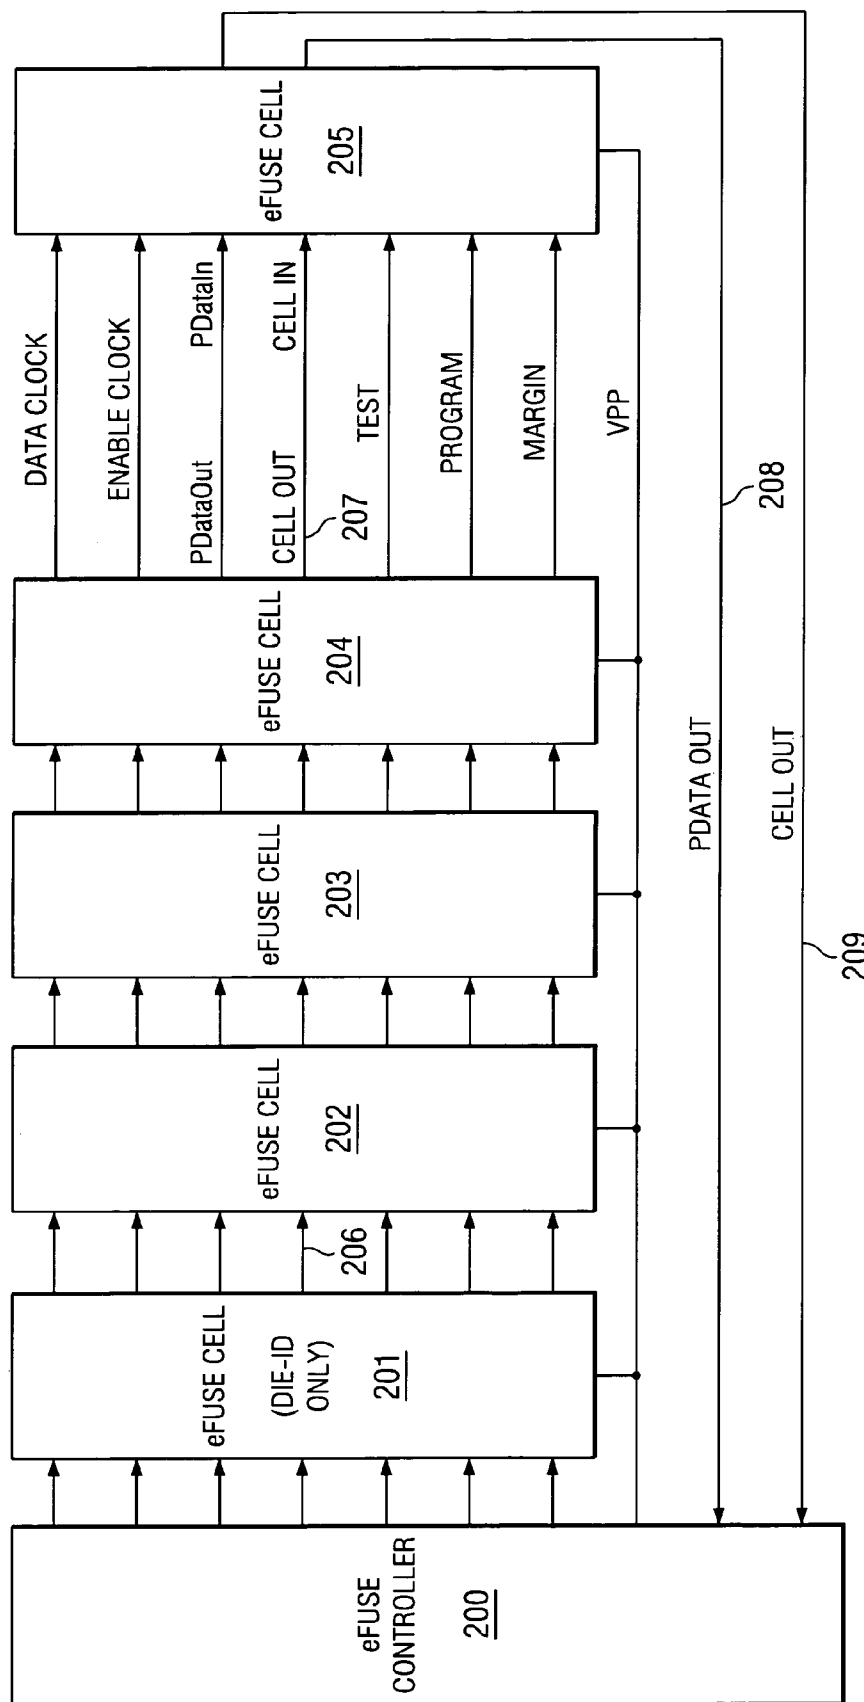 eFUSE
CONTROLLER
200
eFUSE CELL
(DIE-ID
ONLY)
201
206
eFUSE CELL
202
eFUSE CELL
203
eFUSE CELL
204
DATA CLOCK
ENABLE CLOCK
PDataOut PDataIn
CELL OUT CELL IN
207
TEST
PROGRAM
MARGIN
VPP
eFUSE CELL
205
PDATA OUT
208
CELL OUT
209